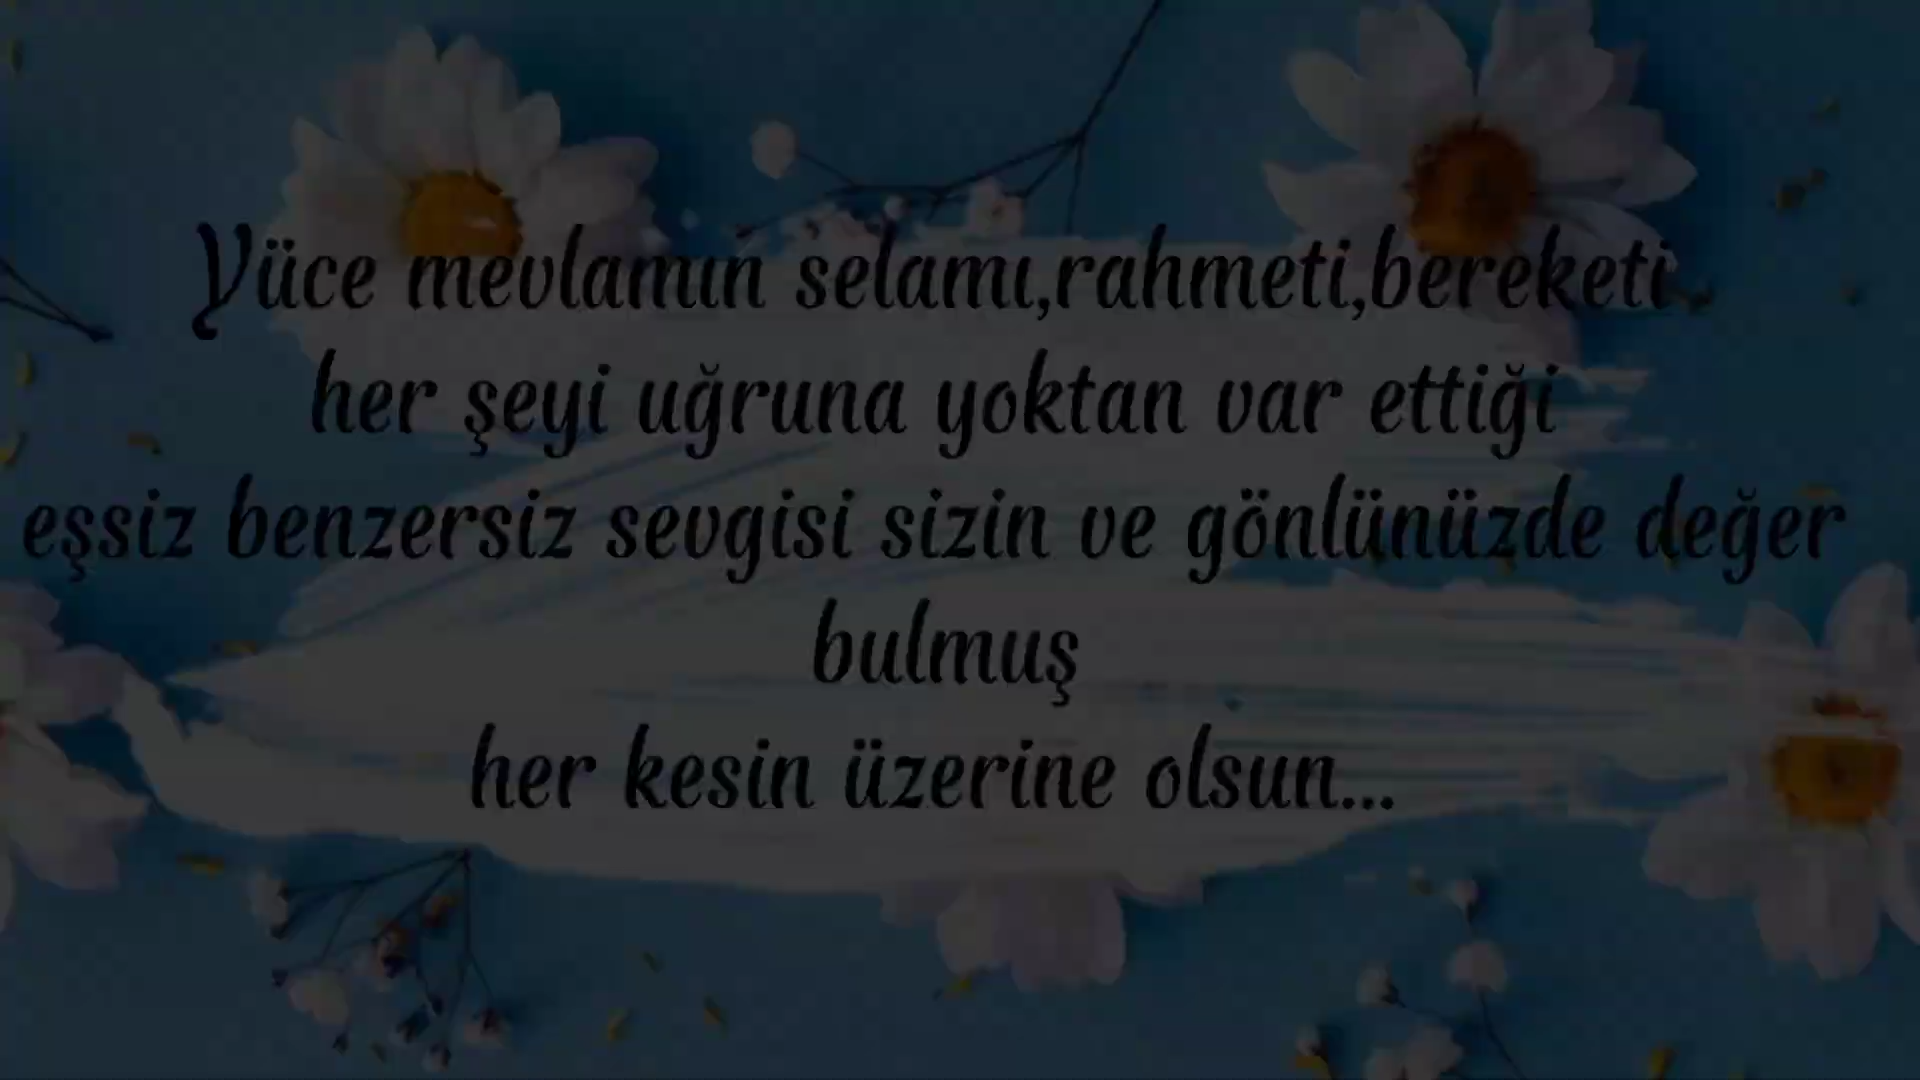 Yüce mevlamın selamı,rahmeti,bereketi
her şeyi uğruna yoktan var ettiği
eşsiz benzersiz sevgisi sizin ve gönlünüzde değer
bulmuş
her kesin üzerine olsun...